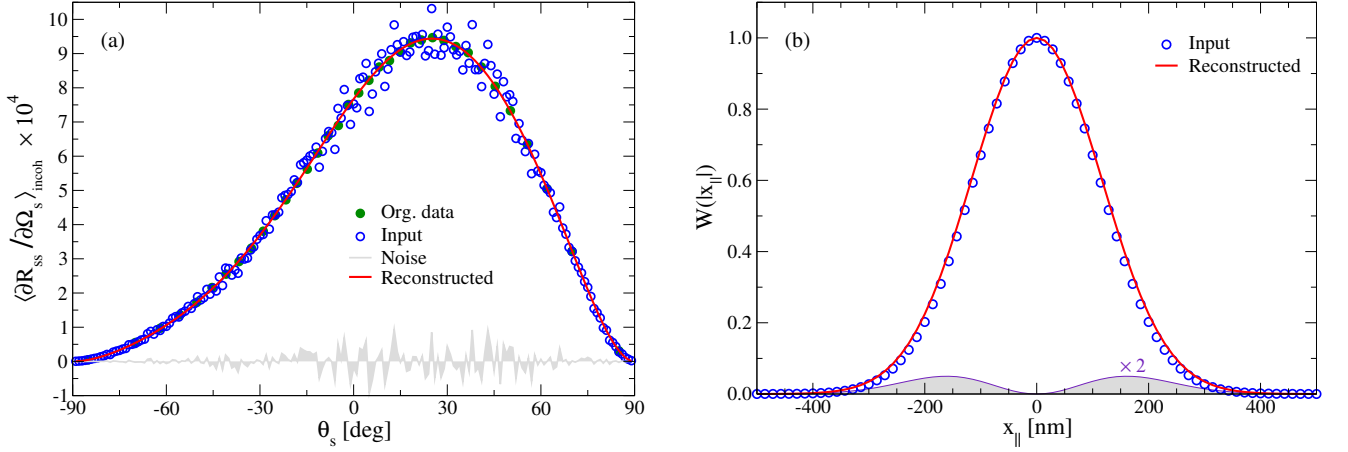 (a)
10
9
8
7
6
5
4
3
2
1
0
-1
⟨∂R_ss /∂Ω_s⟩_incoh × 10^4
Org. data
Input
Noise
Reconstructed
-90 -60 -30 0 30 60 90
θ_s [deg]
(b)
1.0
0.8
0.6
0.4
0.2
0.0
W(|x_|||)
Input
Reconstructed
× 2
-400 -200 0 200 400
x_|| [nm]